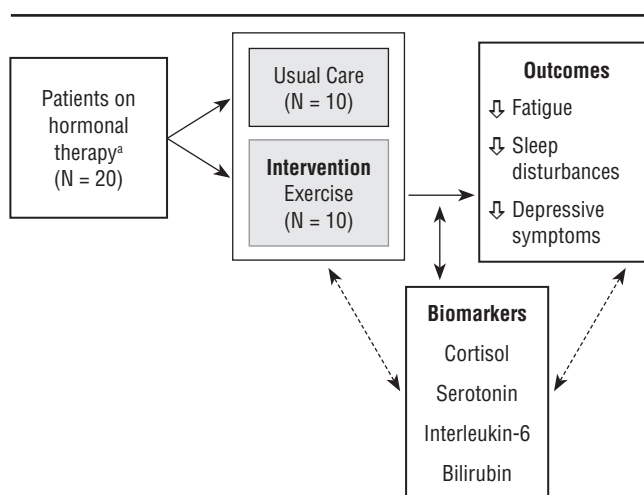 Patients on
hormonal
therapyª
(N = 20)
Usual Care
(N = 10)
Intervention
Exercise
(N = 10)
Outcomes
⇩ Fatigue
⇩ Sleep
disturbances
⇩ Depressive
symptoms
Biomarkers
Cortisol
Serotonin
Interleukin-6
Bilirubin